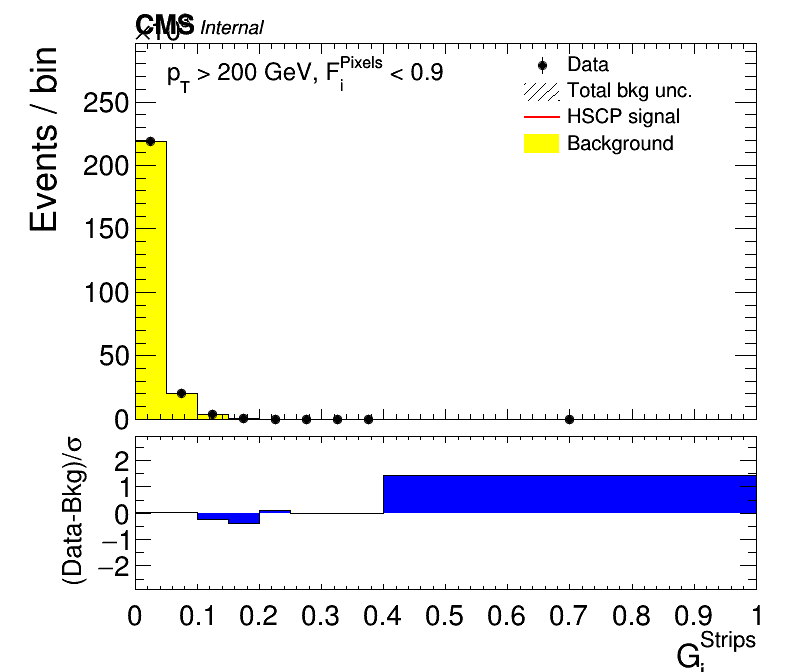 CMS Internal
×10³
p_T > 200 GeV, F_i^Pixels < 0.9
Data
Total bkg unc.
HSCP signal
Background
Events / bin
250
200
150
100
50
0
(Data-Bkg)/σ
2
1
0
−1
−2
0 0.1 0.2 0.3 0.4 0.5 0.6 0.7 0.8 0.9 1
G_i^Strips